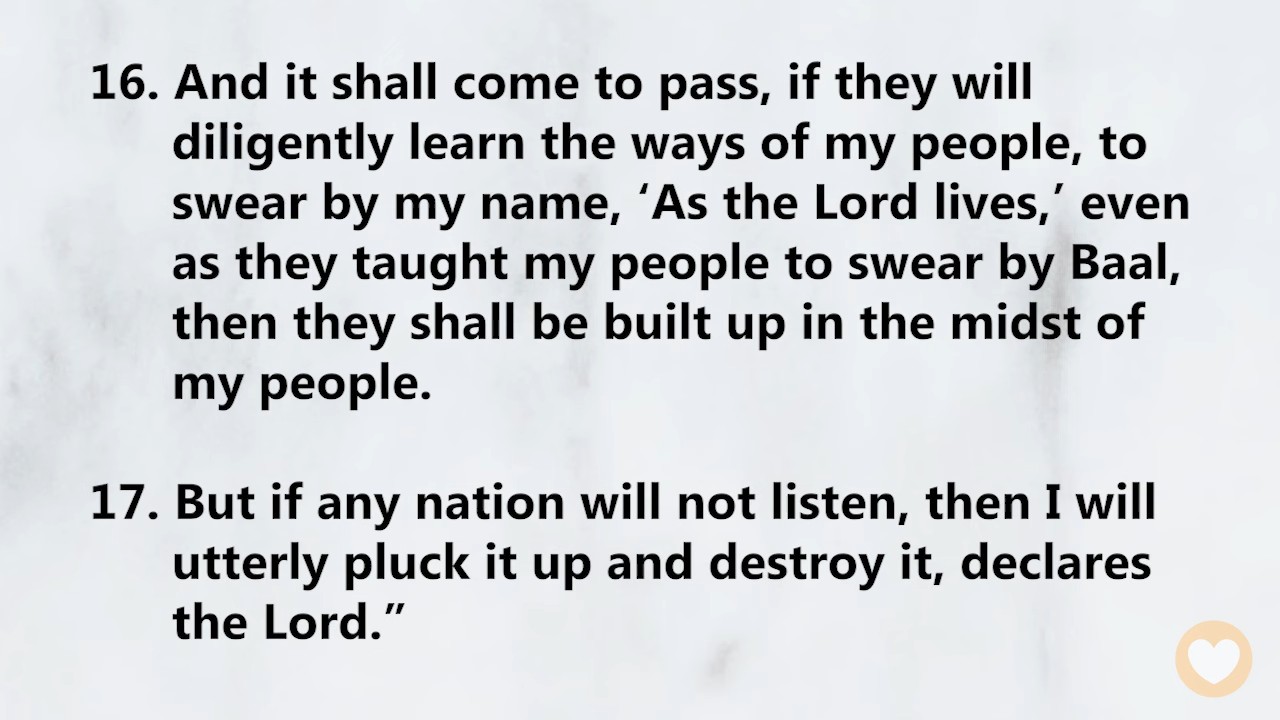 16. And it shall come to pass, if they will
diligently learn the ways of my people, to
swear by my name, ‘As the Lord lives,’ even
as they taught my people to swear by Baal,
then they shall be built up in the midst of
my people.
17. But if any nation will not listen, then I will
utterly pluck it up and destroy it, declares
the Lord.”